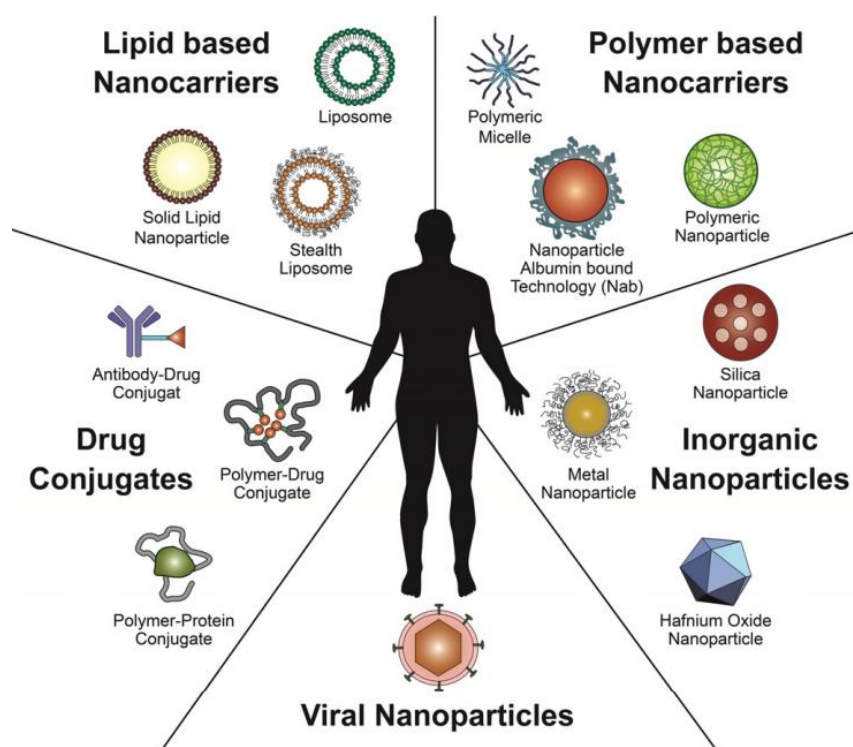 Lipid based
Nanocarriers
Liposome
Solid Lipid
Nanoparticle
Stealth
Liposome
Polymer based
Nanocarriers
Polymeric
Micelle
Nanoparticle
Albumin bound
Technology (Nab)
Polymeric
Nanoparticle
Antibody-Drug
Conjugat
Drug
Conjugates
Polymer-Drug
Conjugate
Polymer-Protein
Conjugate
Silica
Nanoparticle
Metal
Nanoparticle
Inorganic
Nanoparticles
Hafnium Oxide
Nanoparticle
Viral Nanoparticles